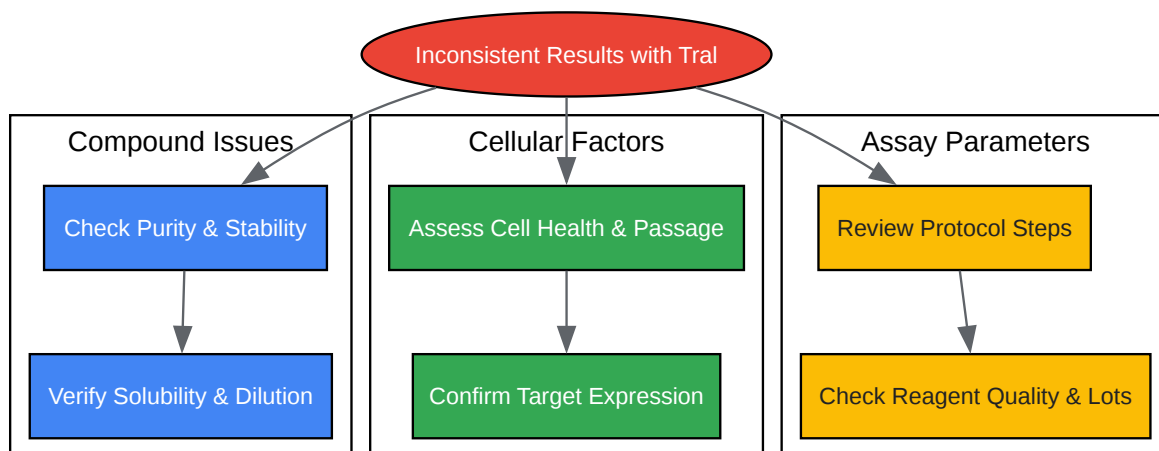 Inconsistent Results with Tral
Compound Issues
Cellular Factors
Assay Parameters
Check Purity & Stability
Assess Cell Health & Passage
Review Protocol Steps
Verify Solubility & Dilution
Confirm Target Expression
Check Reagent Quality & Lots